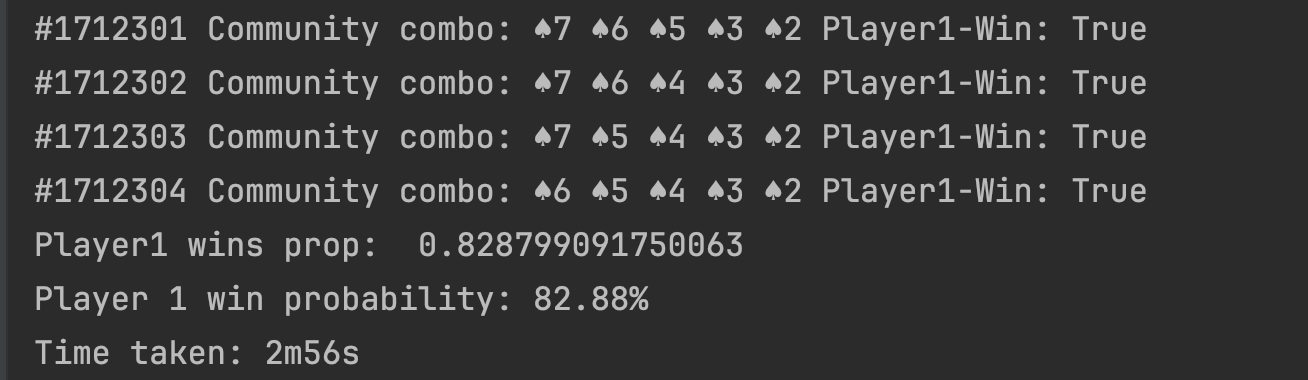 #1712301 Community combo: ♠7 ♠6 ♠5 ♠3 ♠2 Player1-Win: True
#1712302 Community combo: ♠7 ♠6 ♠4 ♠3 ♠2 Player1-Win: True
#1712303 Community combo: ♠7 ♠5 ♠4 ♠3 ♠2 Player1-Win: True
#1712304 Community combo: ♠6 ♠5 ♠4 ♠3 ♠2 Player1-Win: True
Player1 wins prop:  0.828799091750063
Player 1 win probability: 82.88%
Time taken: 2m56s